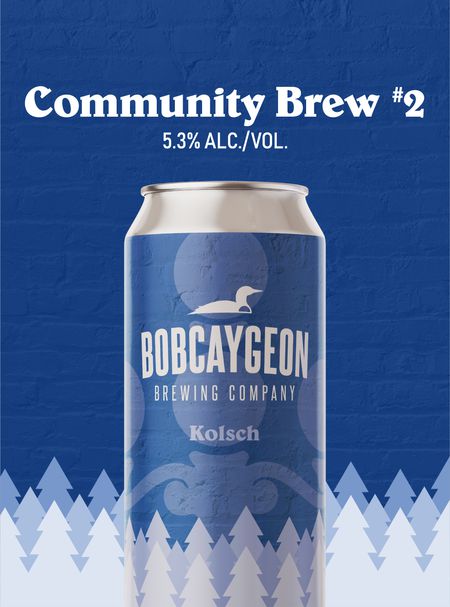 Community Brew #2
5.3% ALC./VOL.
BOBCAYGEON
BREWING COMPANY
Kolsch